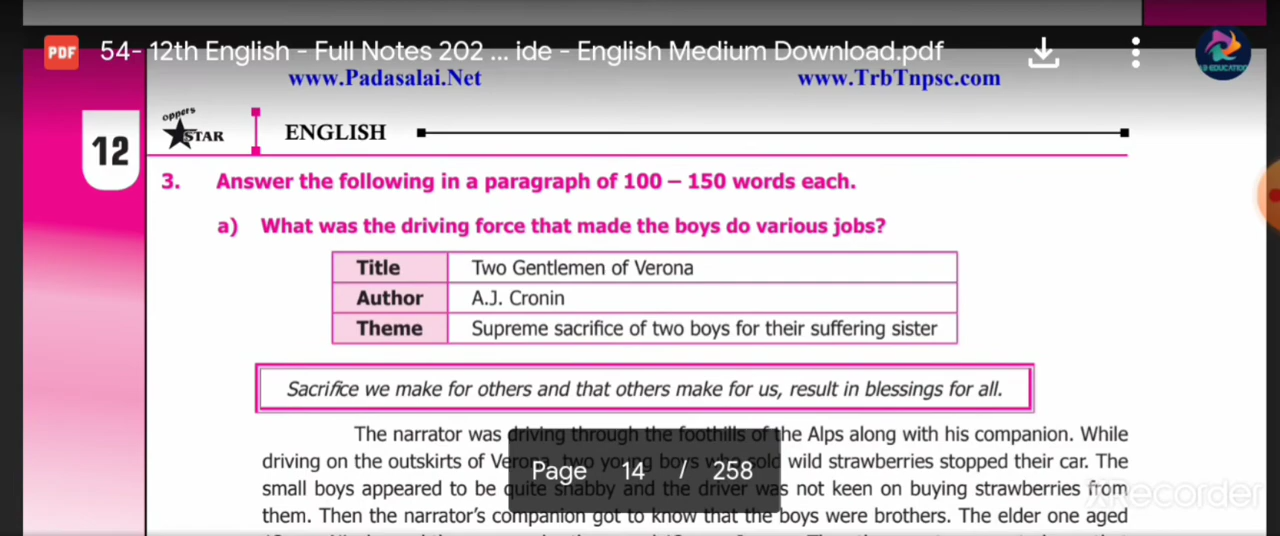 PDF 54- 12th English - Full Notes 202 ... ide - English Medium Download.pdf
EDUCATION
www.Padasalai.Net www.TrbTnpsc.com
12 oppers STAR ENGLISH
3. Answer the following in a paragraph of 100 – 150 words each.
a) What was the driving force that made the boys do various jobs?
Title Two Gentlemen of Verona
Author A.J. Cronin
Theme Supreme sacrifice of two boys for their suffering sister
Sacrifice we make for others and that others make for us, result in blessings for all.
The narrator was driving through the foothills of the Alps along with his companion. While
driving on the outskirts of Verona, two young boys who sold wild strawberries stopped their car. The
Page 14 / 258
small boys appeared to be quite shabby and the driver was not keen on buying strawberries from
XRecorder
them. Then the narrator's companion got to know that the boys were brothers. The elder one aged